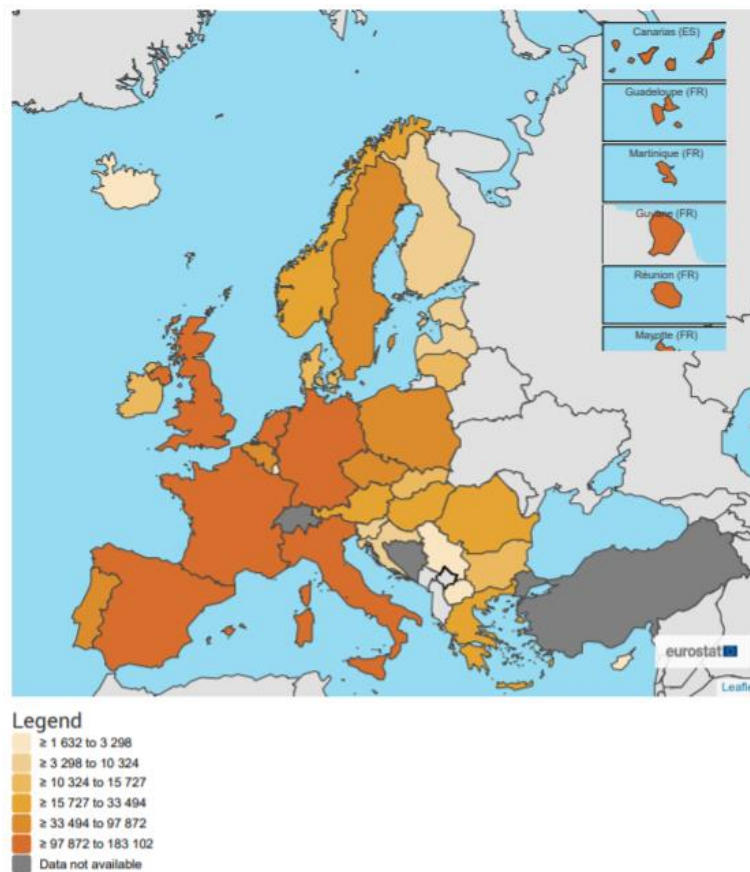 Canarias (ES)
Guadeloupe (FR)
Martinique (FR)
Guyane (FR)
Réunion (FR)
Mayotte (FR)
eurostat
Leafle
Legend
≥ 1 632 to 3 298
≥ 3 298 to 10 324
≥ 10 324 to 15 727
≥ 15 727 to 33 494
≥ 33 494 to 97 872
≥ 97 872 to 183 102
Data not available